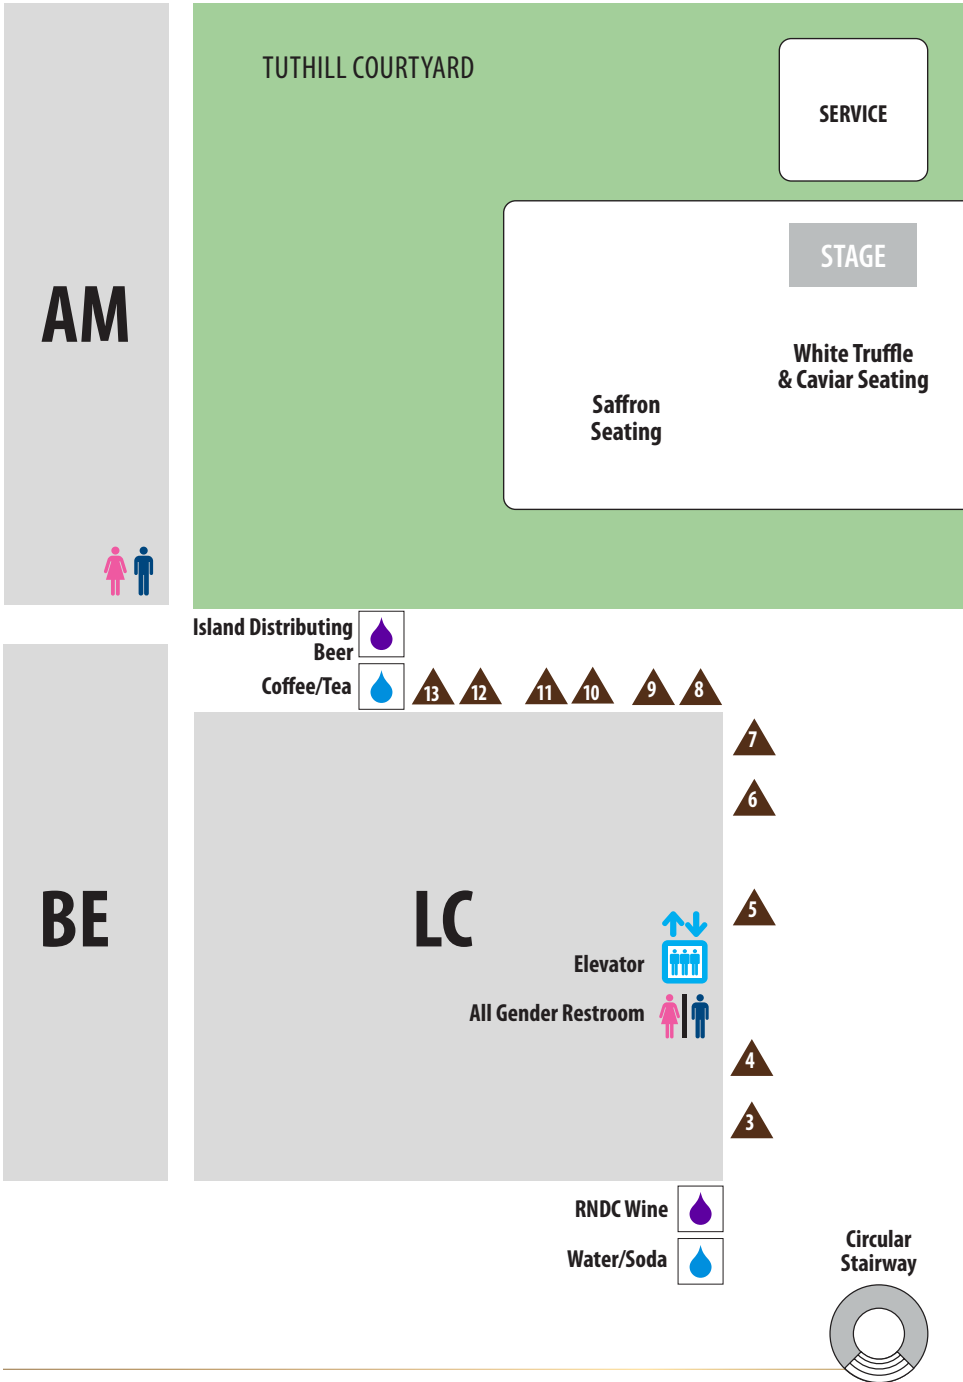 TUTHILL COURTYARD
SERVICE
STAGE
AM
White Truffle
& Caviar Seating
Saffron
Seating
Island Distributing
Beer
Coffee/Tea
13
12
11
10
9
8
7
6
5
BE
LC
Elevator
All Gender Restroom
4
3
RNDC Wine
Water/Soda
Circular
Stairway